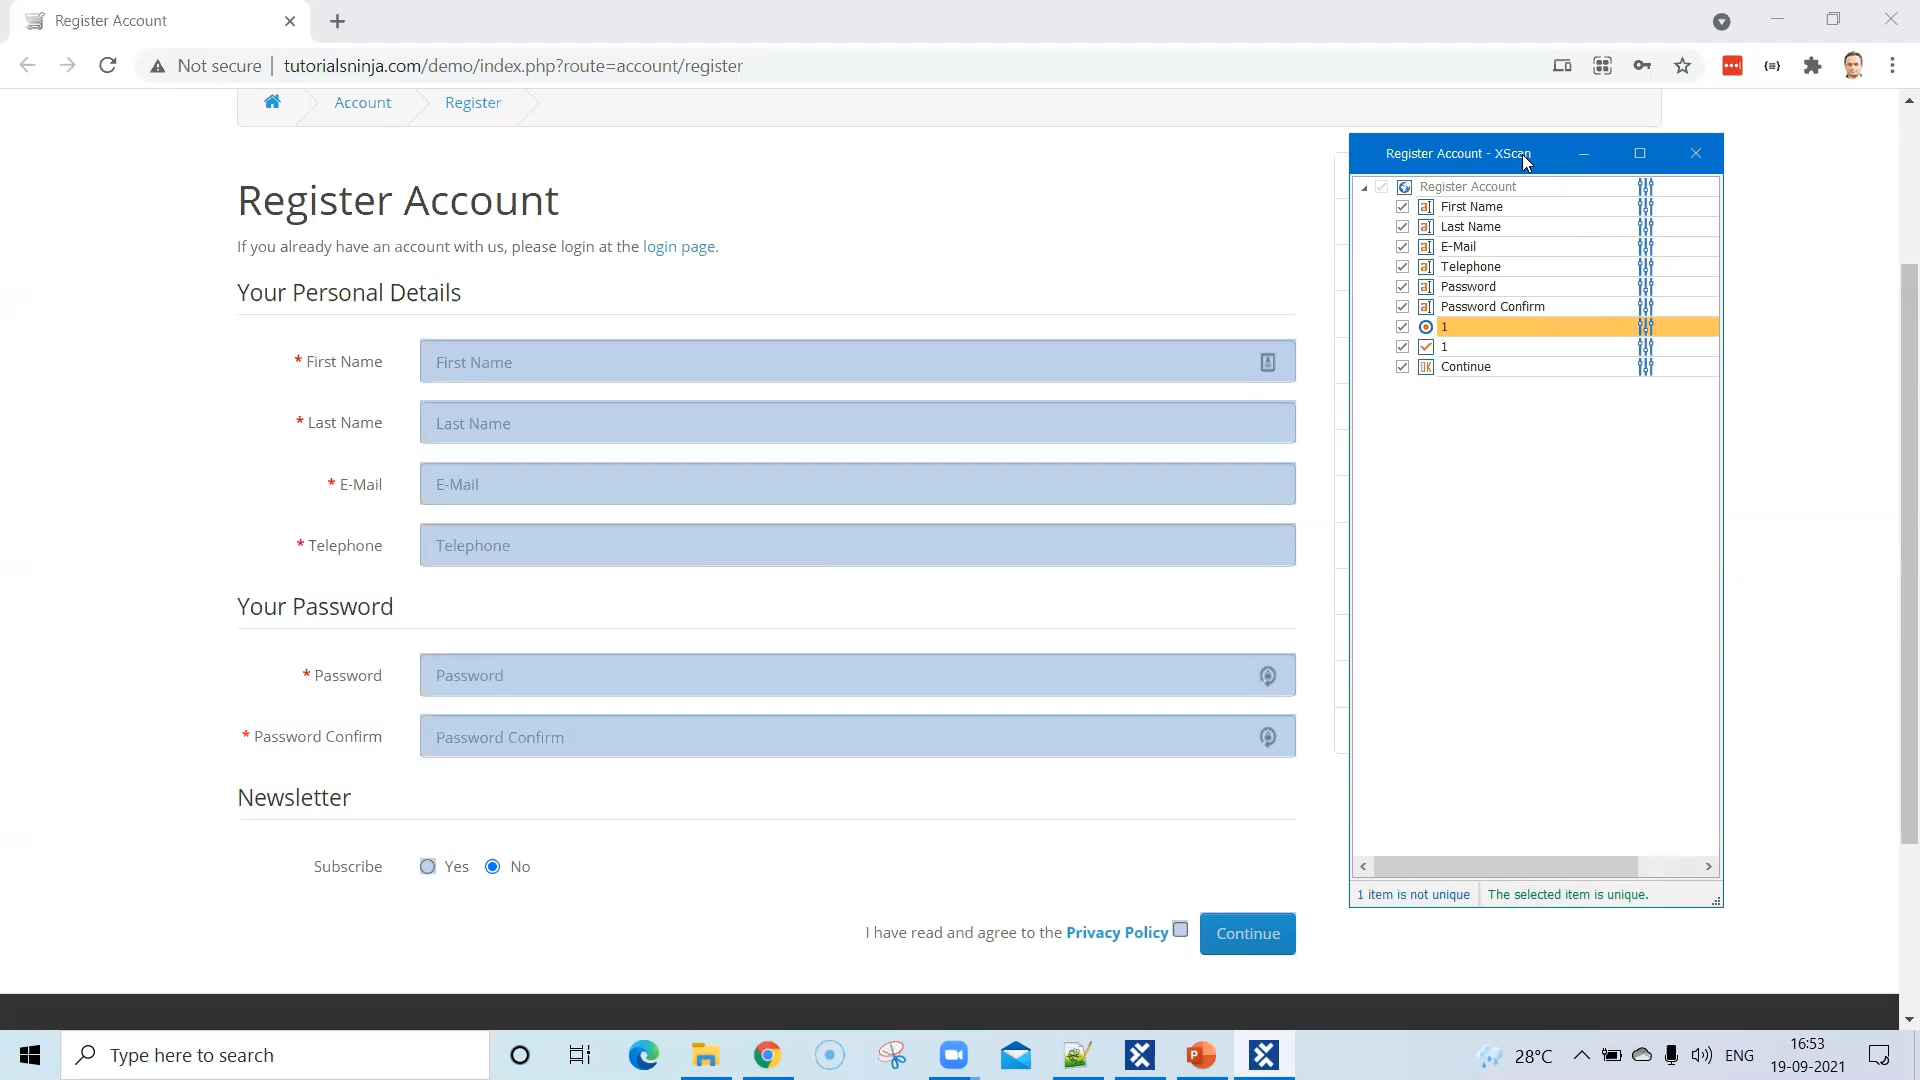 Register Account
Not secure | tutorialsninja.com/demo/index.php?route=account/register
Account
Register
Register Account
If you already have an account with us, please login at the login page.
Your Personal Details
* First Name
First Name
* Last Name
Last Name
* E-Mail
E-Mail
* Telephone
Telephone
Your Password
* Password
Password
* Password Confirm
Password Confirm
Newsletter
Subscribe
Yes
No
I have read and agree to the Privacy Policy
Continue
Register Account - XScan
Register Account
First Name
Last Name
E-Mail
Telephone
Password
Password Confirm
1
1
OK Continue
1 item is not unique
The selected item is unique.
Type here to search
28°C
ENG
16:53
19-09-2021